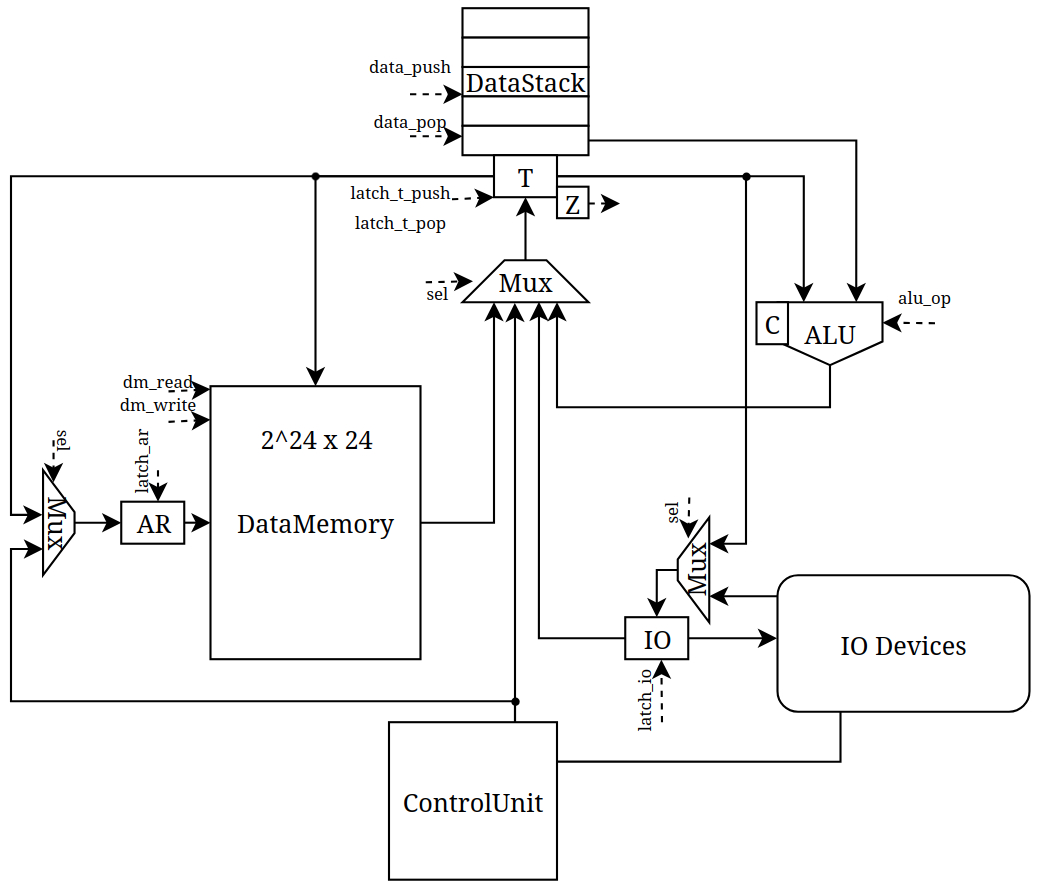 data_push
DataStack
data_pop
T
latch_t_push
Z
latch_t_pop
sel
Mux
alu_op
C
ALU
dm_read
dm_write
2^24 x 24
sel
latch_ar
Mux
AR
DataMemory
sel
Mux
IO
IO Devices
latch_io
ControlUnit